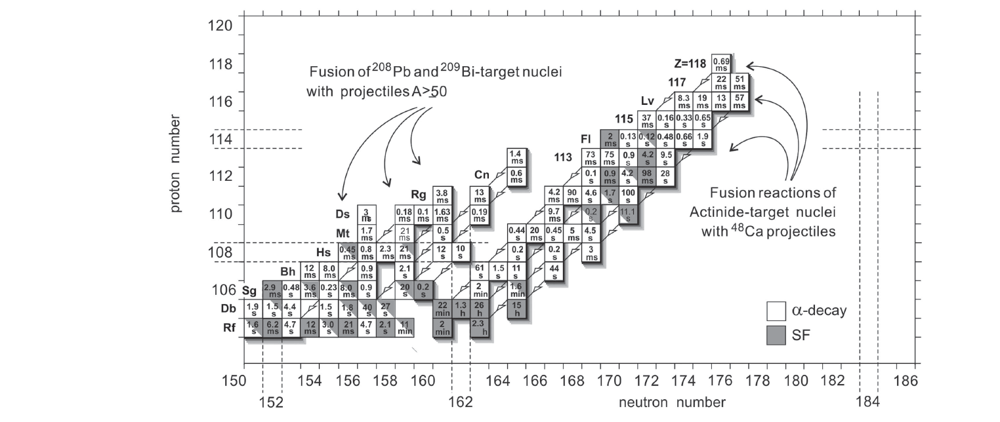 120
118
116
114
112
110
108
106
proton number
Fusion of 208Pb and 209Bi-target nuclei
with projectiles A≥50
Z=118 0.69 ms
117 22 ms 51 ms
Lv 8.3 ms 19 ms 13 ms 57 ms
115 37 ms 0.16 s 0.33 s 0.65 s
Fl 2 ms 0.13 s 0.12 s 0.48 s 0.66 s 1.9 s
113 1.4 ms 73 ms 75 ms 0.9 s 4.2 s 9.5 s
Cn 0.6 ms 0.1 s 0.9 ms 4.2 s 98 ms 28 s
Rg 3.8 ms 13 ms 4.2 ms 90 ms 4.6 s 1.7 s 100 s
Ds 3 ms 0.18 ms 0.1 ms 1.63 ms 0.19 ms 9.7 ms 0.2 s 11.1 s
Mt 1.7 ms 21 ms 0.5 s 0.44 s 20 ms 0.45 s 5 ms 4.5 s
Hs 0.45 ms 0.8 ms 2.3 ms 21 ms 12 s 10 s 0.2 s 0.2 s 3 ms
Bh 12 ms 8.0 ms 0.9 ms 2.1 s 61 s 1.5 s 11 s 44 s
Sg 2.9 ms 0.48 s 3.6 ms 0.23 s 8.0 ms 0.9 s 20 s 0.2 s 2 min 1.6 min
Db 1.9 s 1.5 s 4.4 s 1.5 s 1.8 s 40 s 27 s 22 min 1.3 h 26 h 15 h
Rf 1.6 s 6.2 ms 4.7 s 12 ms 3.0 s 21 ms 4.7 s 2.1 s 11 min 2 min 2.3 h
Fusion reactions of
Actinide-target nuclei
with 48Ca projectiles
α-decay
SF
150 154 156 158 160 164 166 168 170 172 174 176 178 180 182 186
152 162 neutron number 184